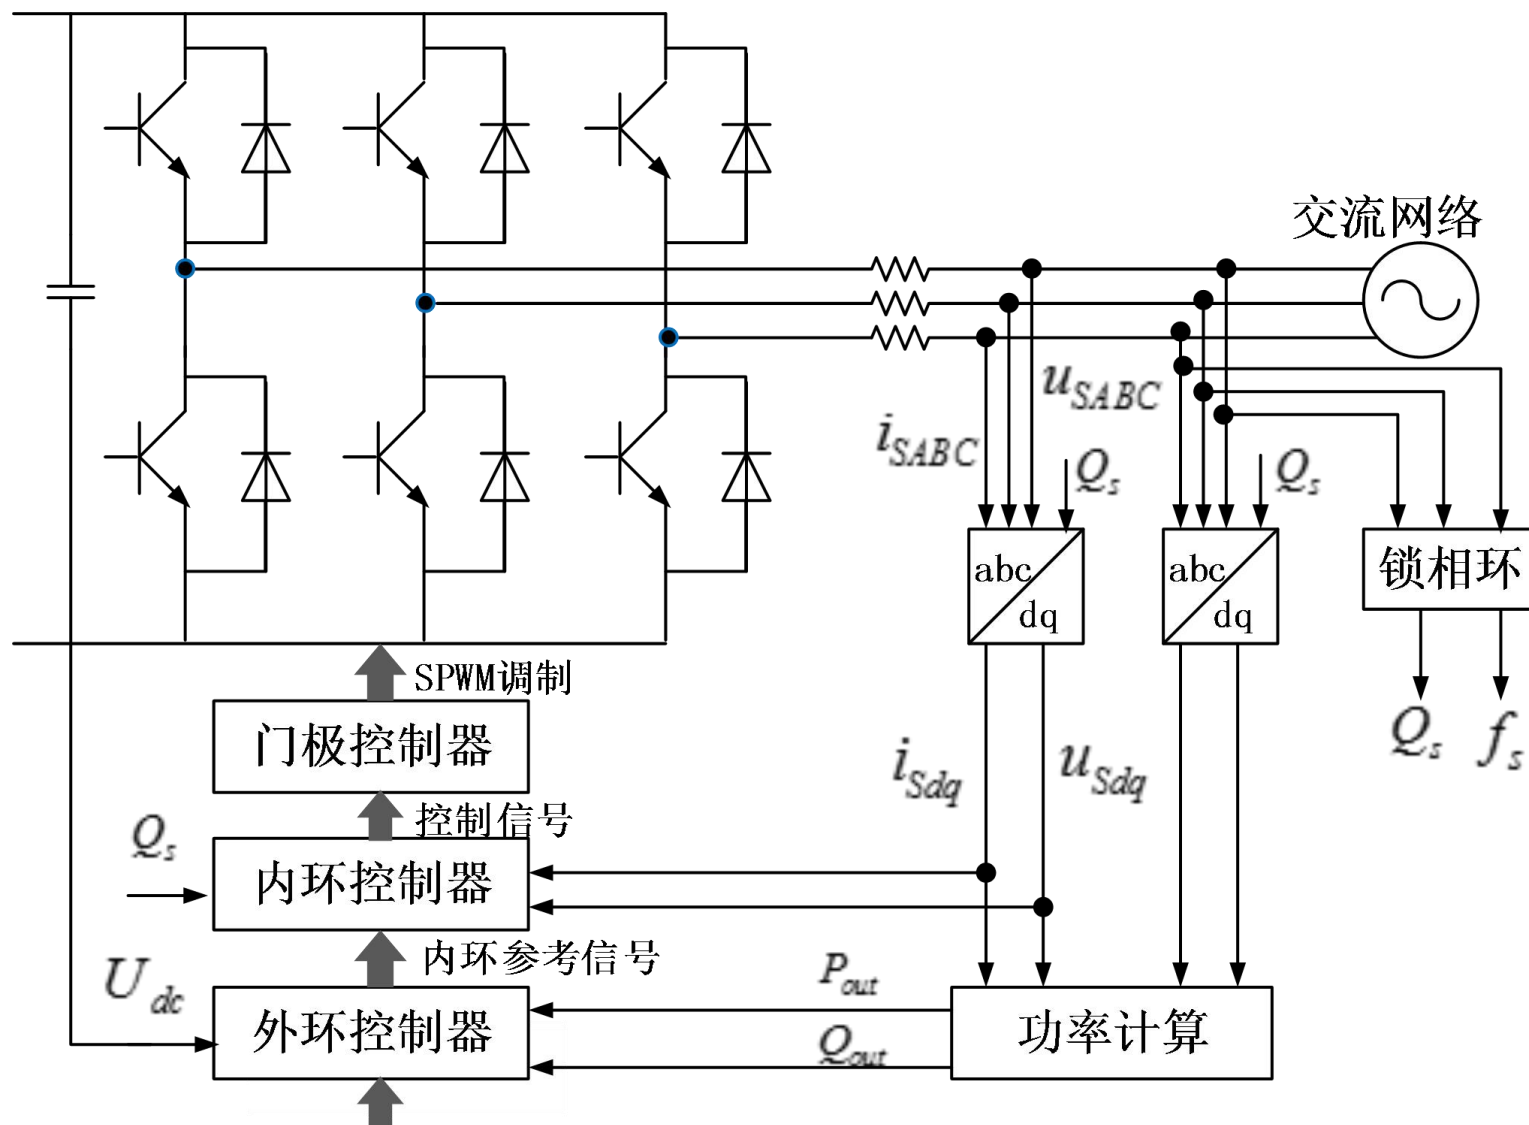 交流网络
u_SABC
i_SABC
Q_s
Q_s
abc
dq
abc
dq
锁相环
SPWM调制
门极控制器
Q_s
f_s
i_Sdq
u_Sdq
控制信号
Q_s
内环控制器
内环参考信号
U_dc
P_out
外环控制器
Q_out
功率计算